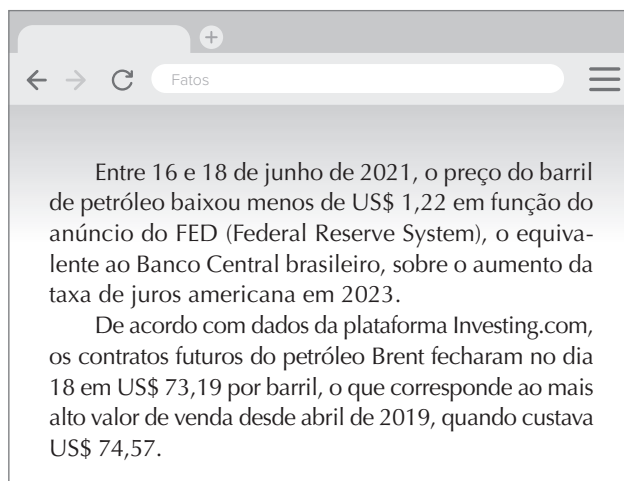 Fatos
Entre 16 e 18 de junho de 2021, o preço do barril
de petróleo baixou menos de US$ 1,22 em função do
anúncio do FED (Federal Reserve System), o equiva-
lente ao Banco Central brasileiro, sobre o aumento da
taxa de juros americana em 2023.
De acordo com dados da plataforma Investing.com,
os contratos futuros do petróleo Brent fecharam no dia
18 em US$ 73,19 por barril, o que corresponde ao mais
alto valor de venda desde abril de 2019, quando custava
US$ 74,57.